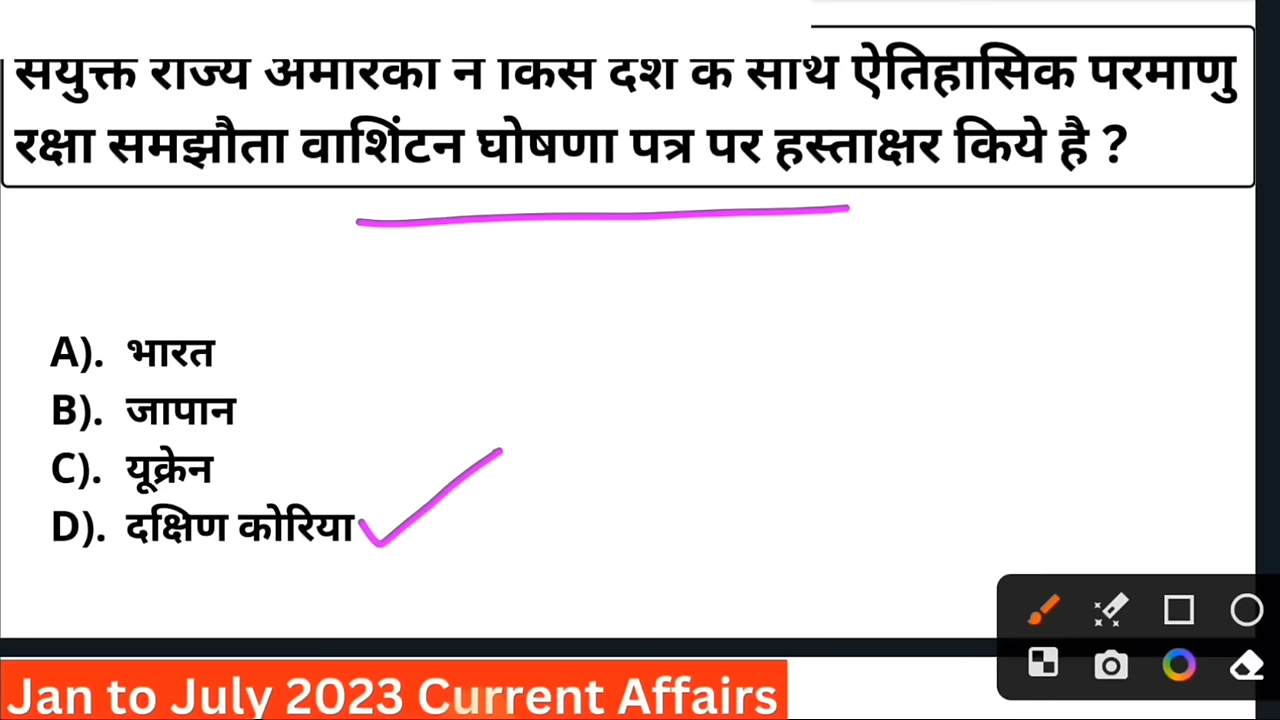 संयुक्त राज्य अमेरिका ने किस देश के साथ ऐतिहासिक परमाणु
रक्षा समझौता वाशिंटन घोषणा पत्र पर हस्ताक्षर किये है ?
A). भारत
B). जापान
C). यूक्रेन
D). दक्षिण कोरिया
Jan to July 2023 Current Affairs